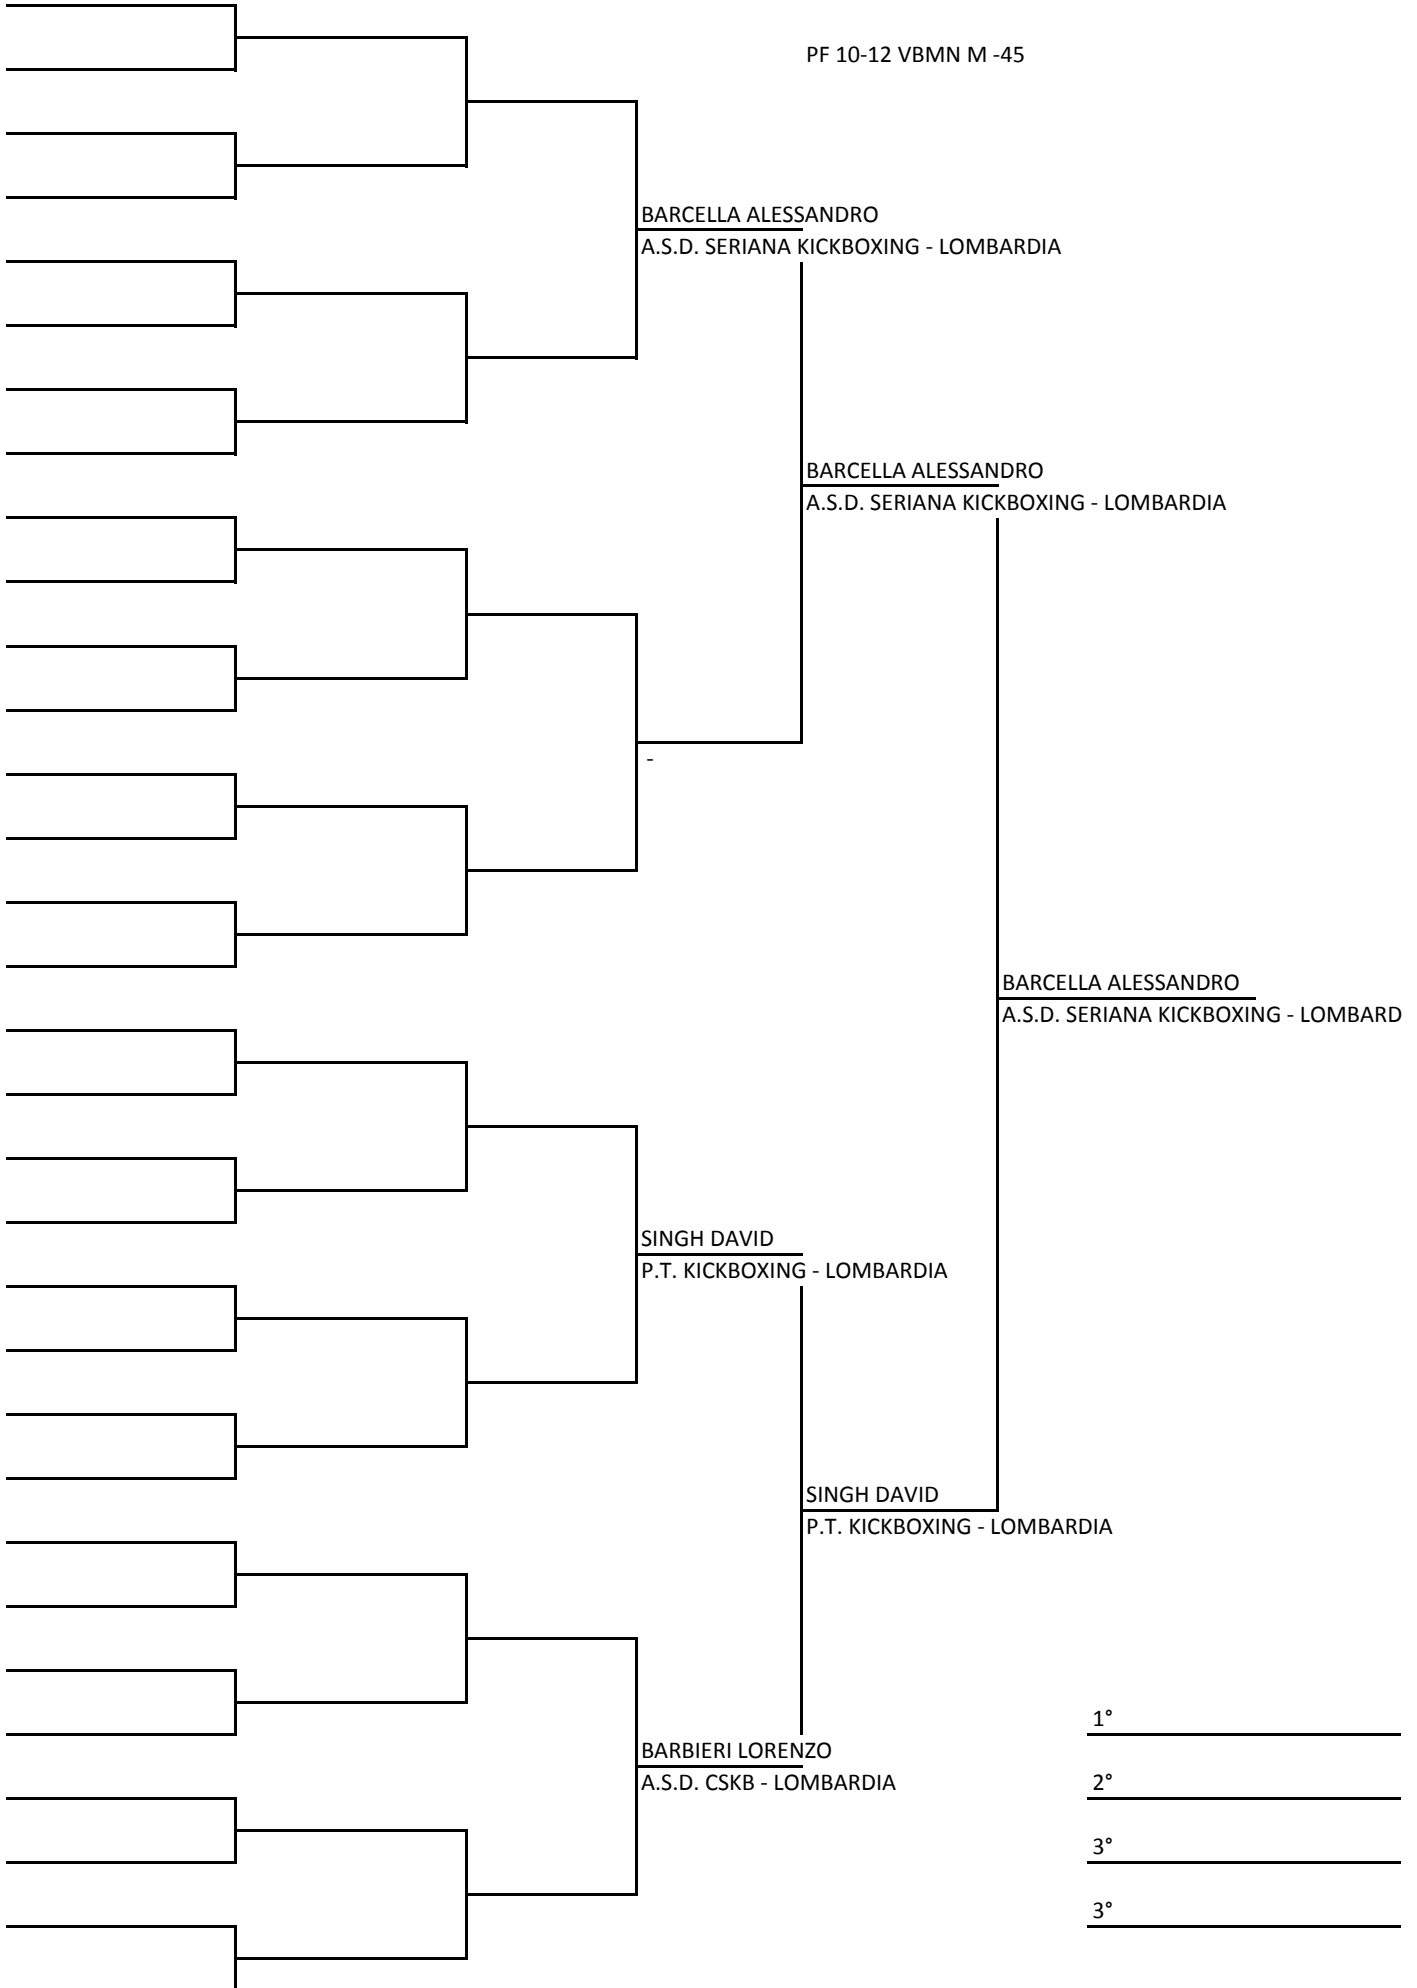 PF 10-12 VBMN M -45
BARCELLA ALESSANDRO
A.S.D. SERIANA KICKBOXING - LOMBARDIA
BARCELLA ALESSANDRO
A.S.D. SERIANA KICKBOXING - LOMBARDIA
-
BARCELLA ALESSANDRO
A.S.D. SERIANA KICKBOXING - LOMBARD
SINGH DAVID
P.T. KICKBOXING - LOMBARDIA
SINGH DAVID
P.T. KICKBOXING - LOMBARDIA
1°
BARBIERI LORENZO
A.S.D. CSKB - LOMBARDIA
2°
3°
3°